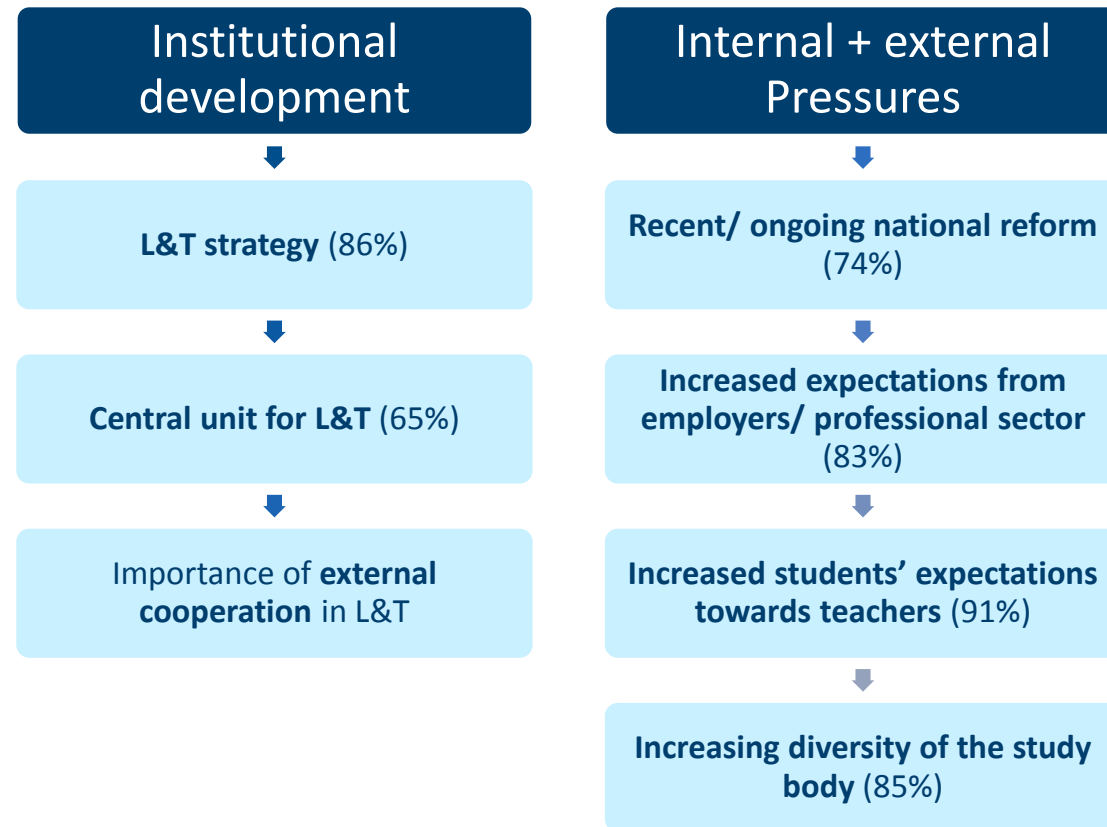 Institutional
development
L&T strategy (86%)
Central unit for L&T (65%)
Importance of external
cooperation in L&T
Internal + external
Pressures
Recent/ ongoing national reform
(74%)
Increased expectations from
employers/ professional sector
(83%)
Increased students’ expectations
towards teachers (91%)
Increasing diversity of the study
body (85%)